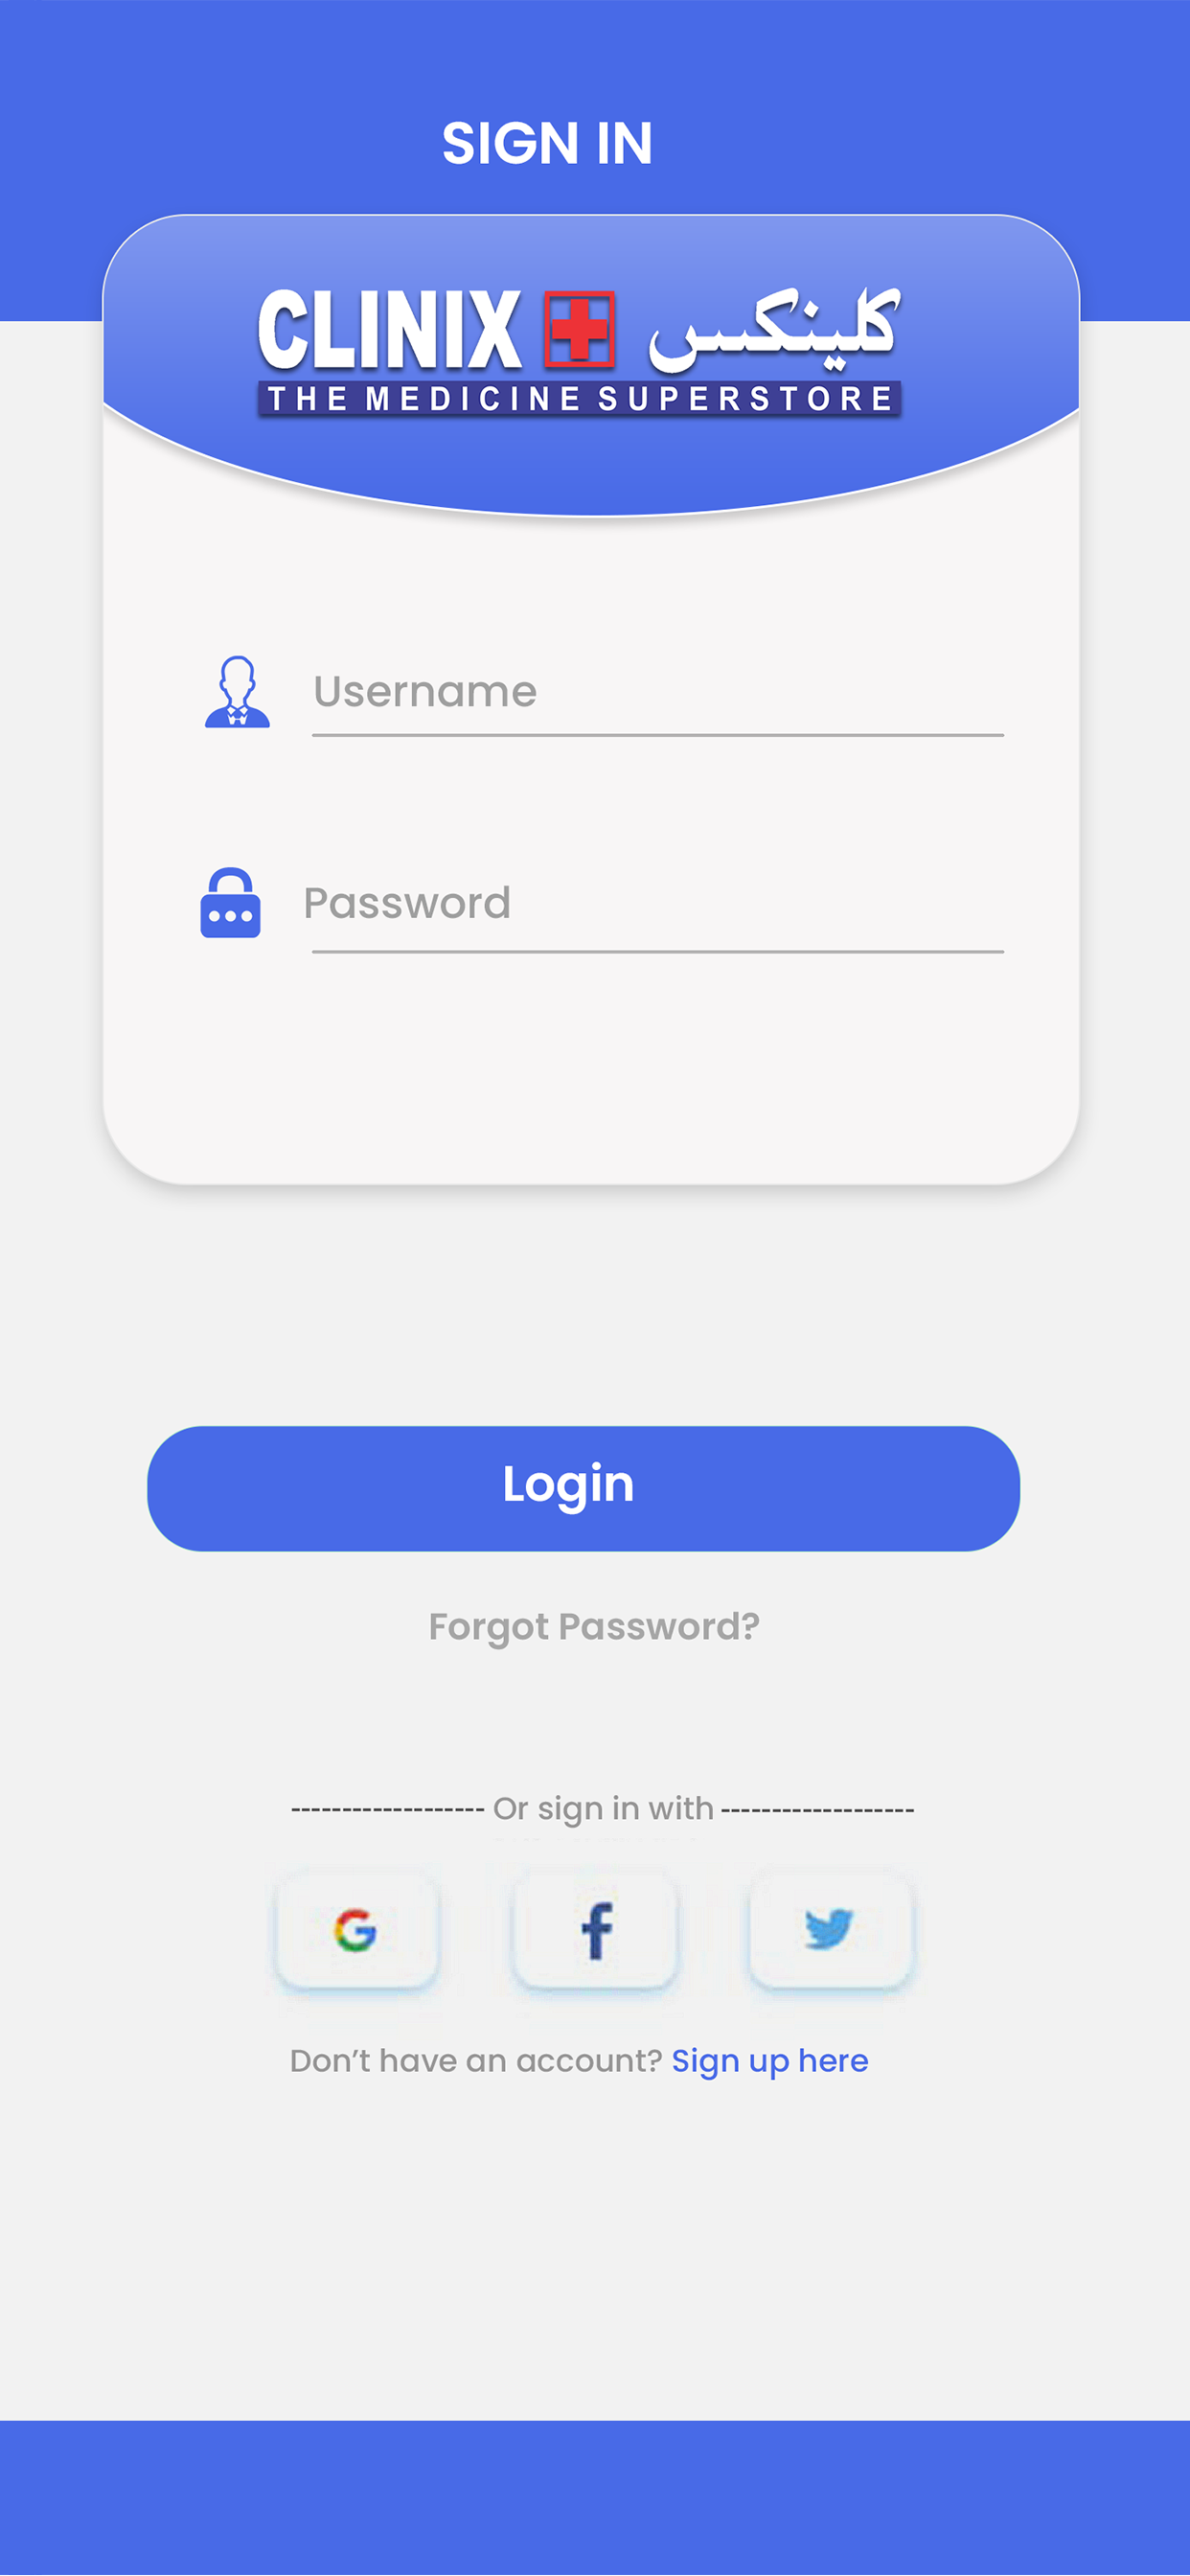 SIGN IN
CLINIX کلینکس
THE MEDICINE SUPERSTORE
Username
Password
Login
Forgot Password?
------------------- Or sign in with -------------------
G f
Don’t have an account? Sign up here